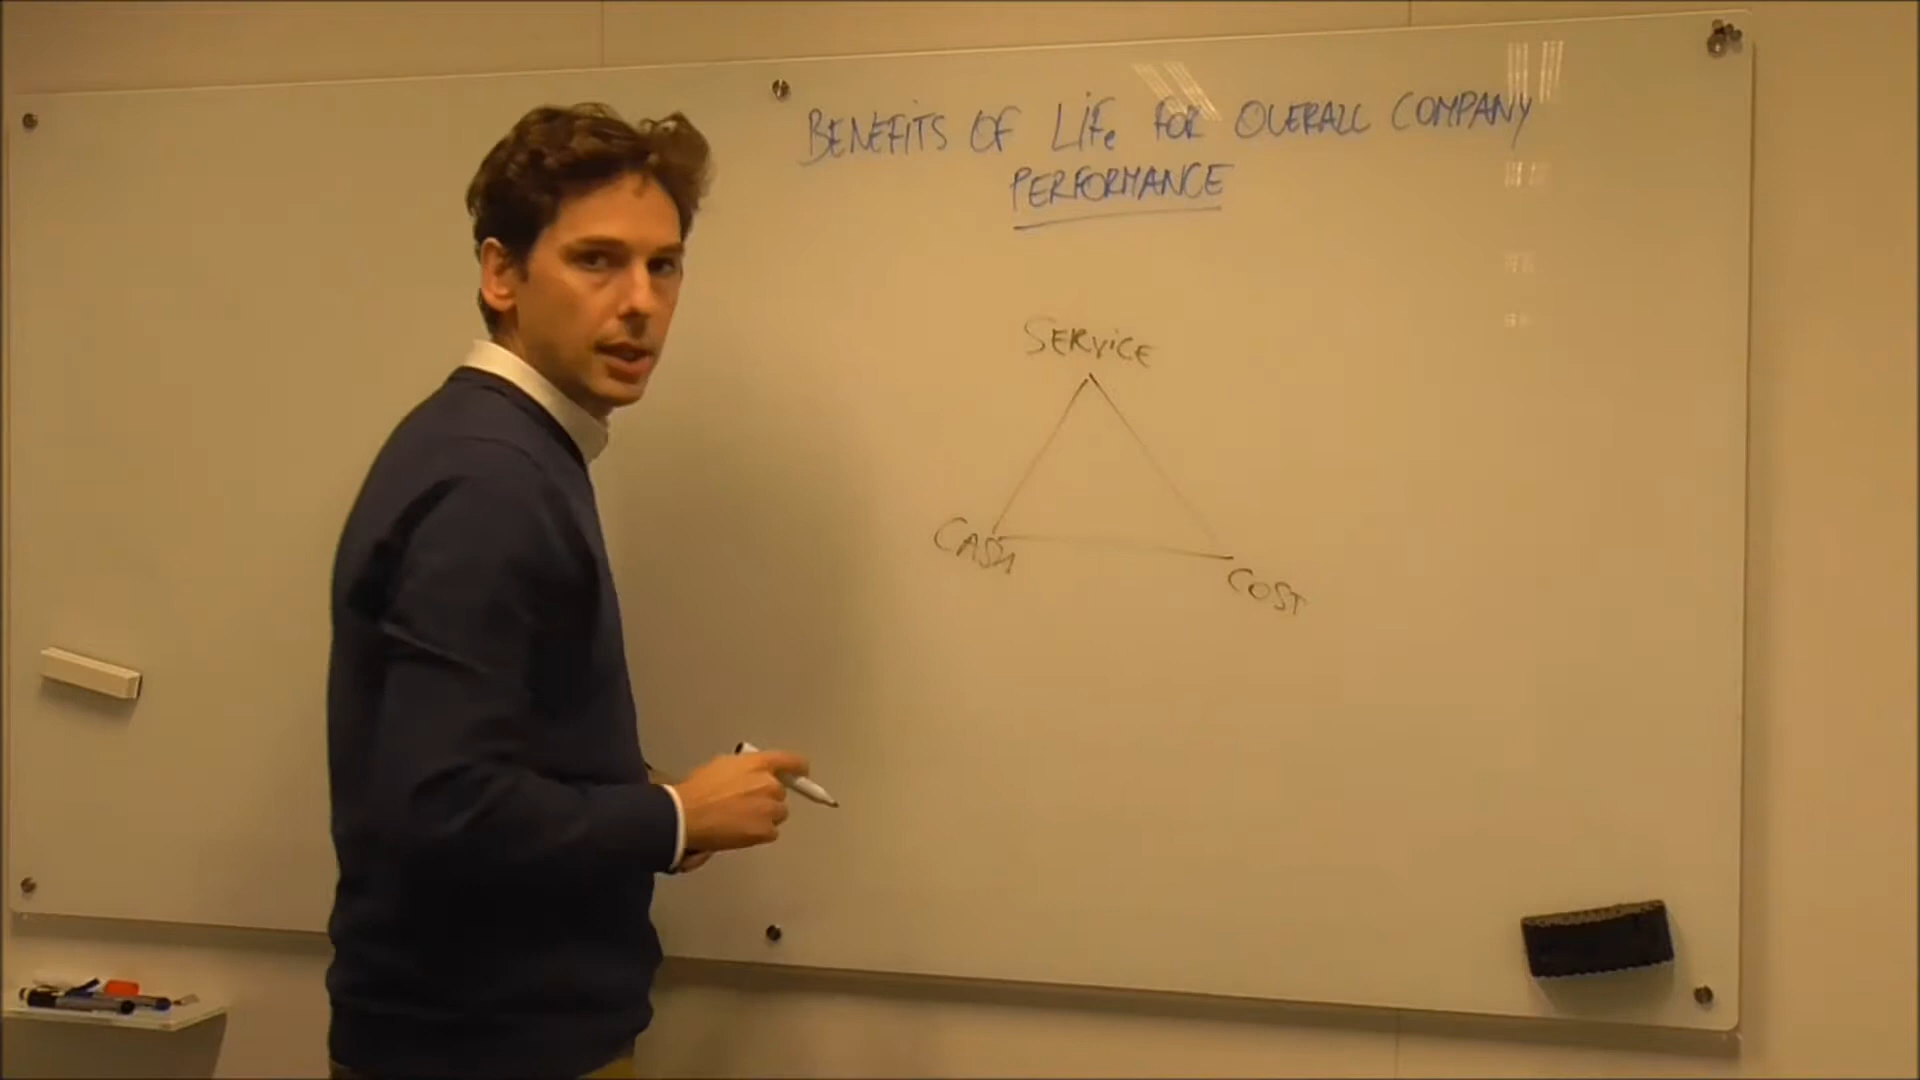 BENEFITS OF LiFe FOR OVERALL COMPANY
PERFORMANCE
SERViCE
CASH
COST